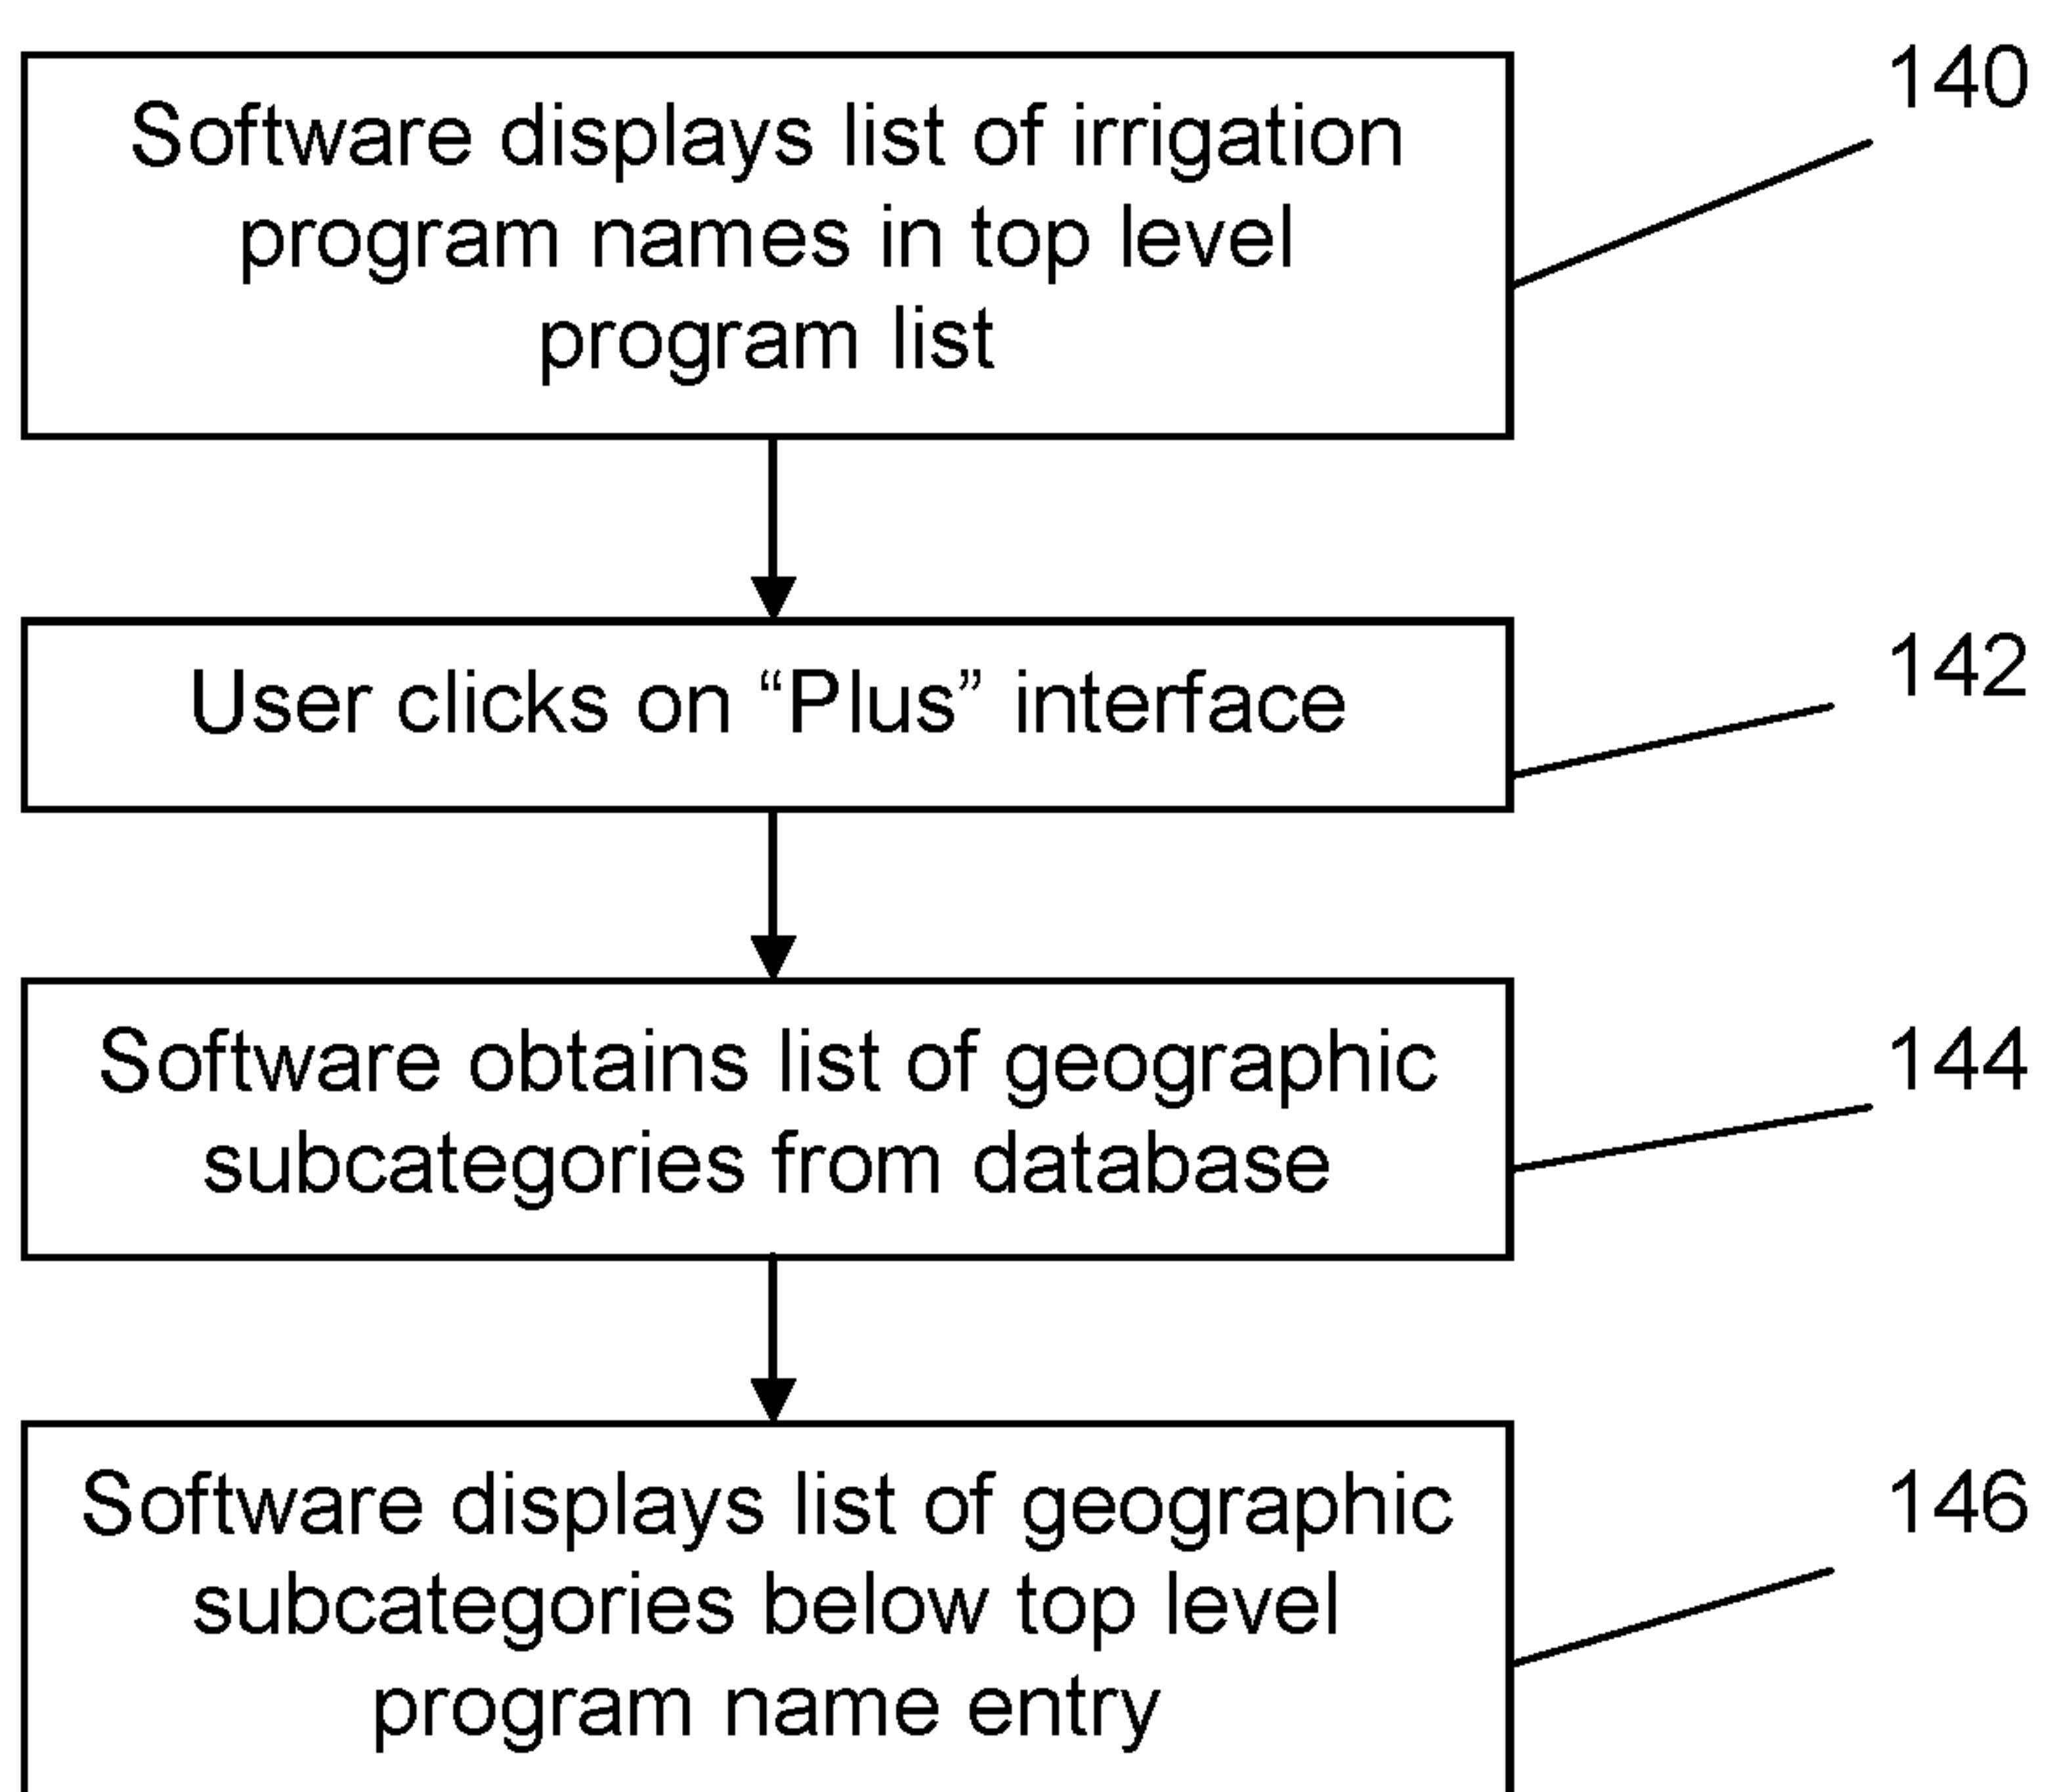 140
Software displays list of irrigation
program names in top level
program list
142
User clicks on “Plus” interface
144
Software obtains list of geographic
subcategories from database
146
Software displays list of geographic
subcategories below top level
program name entry